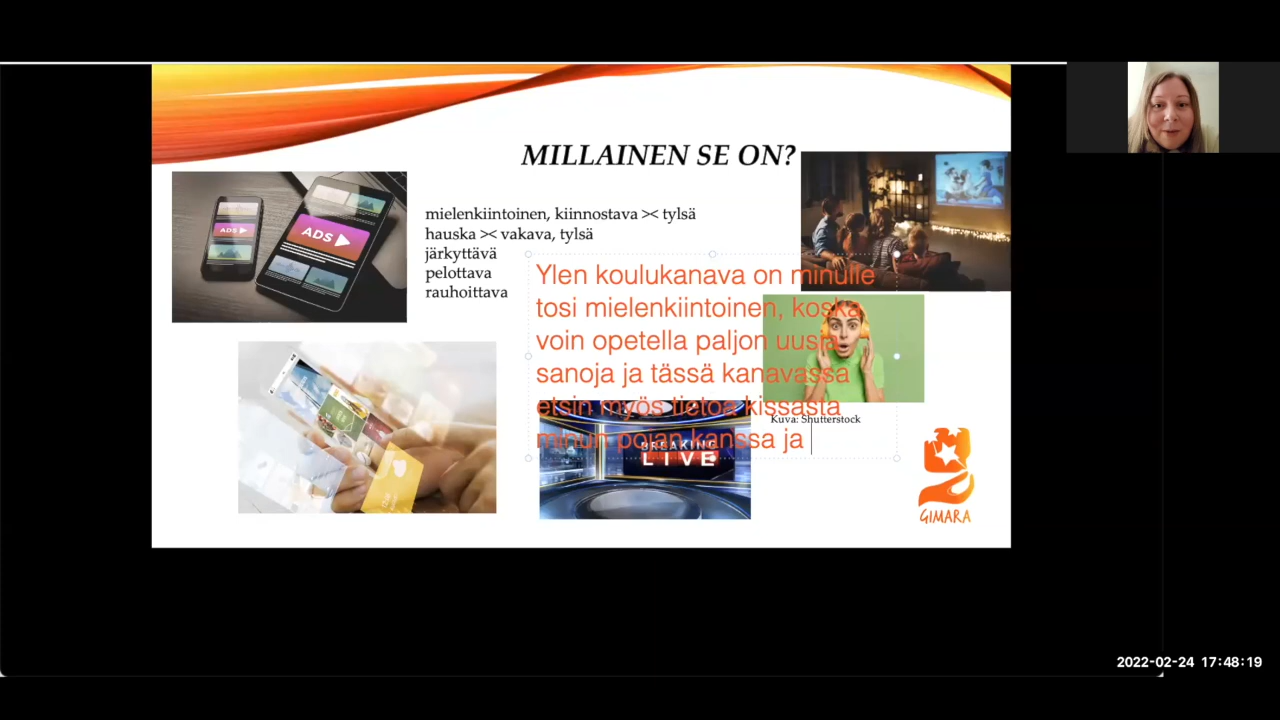 MILLAINEN SE ON?
ADS
ADS
mielenkiintoinen, kiinnostava >< tylsä
hauska >< vakava, tylsä
järkyttävä
pelottava
rauhoittava
Ylen koulukanava on minulle
tosi mielenkiintoinen, koska
voin opetella paljon uusia
sanoja ja tässä kanavassa
etsin myös tietoa kissasta
minun pojan kanssa ja
Kuva: Shutterstock
BREAKING
LIVE
GIMARA
2022-02-24 17:48:19